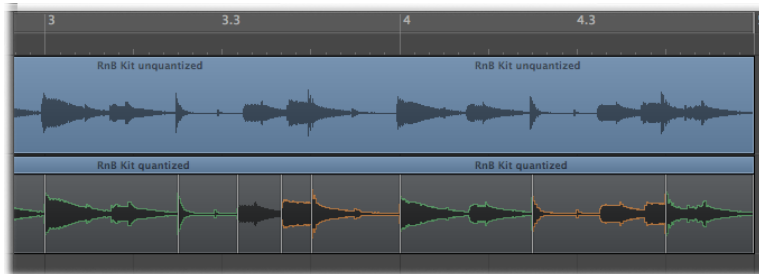 3 3.3 4 4.3
RnB Kit unquantized RnB Kit unquantized
RnB Kit quantized RnB Kit quantized